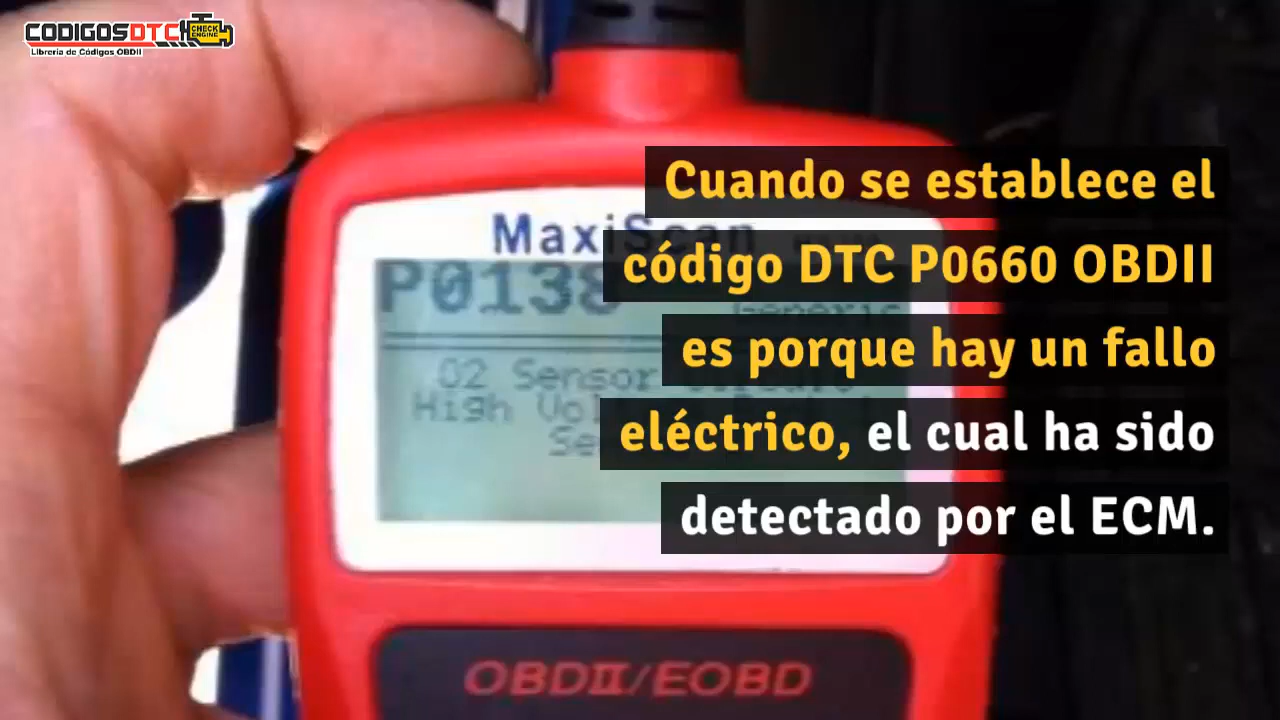 CODIGOSDTC
CHECK
ENGINE
Librería de Códigos OBDII
MaxiScan
P0138
Generic
O2 Sensor
High
Cuando se establece el
código DTC P0660 OBDII
es porque hay un fallo
eléctrico, el cual ha sido
detectado por el ECM.
OBDII/EOBD